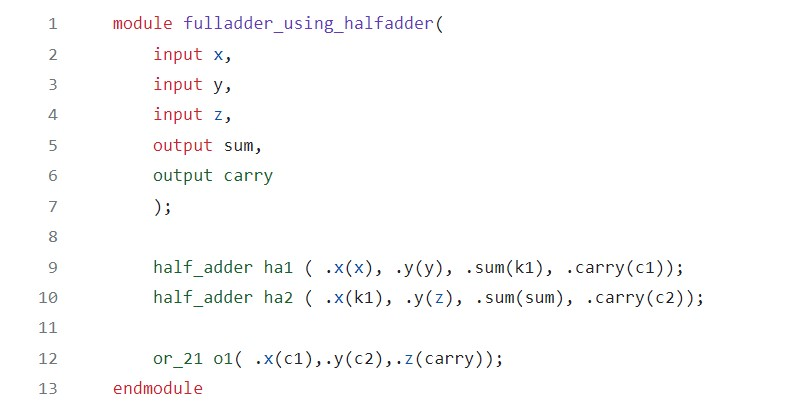 1 module fulladder_using_halfadder(
2 input x,
3 input y,
4 input z,
5 output sum,
6 output carry
7 );
8
9 half_adder ha1 ( .x(x), .y(y), .sum(k1), .carry(c1));
10 half_adder ha2 ( .x(k1), .y(z), .sum(sum), .carry(c2));
11
12 or_21 o1( .x(c1),.y(c2),.z(carry));
13 endmodule